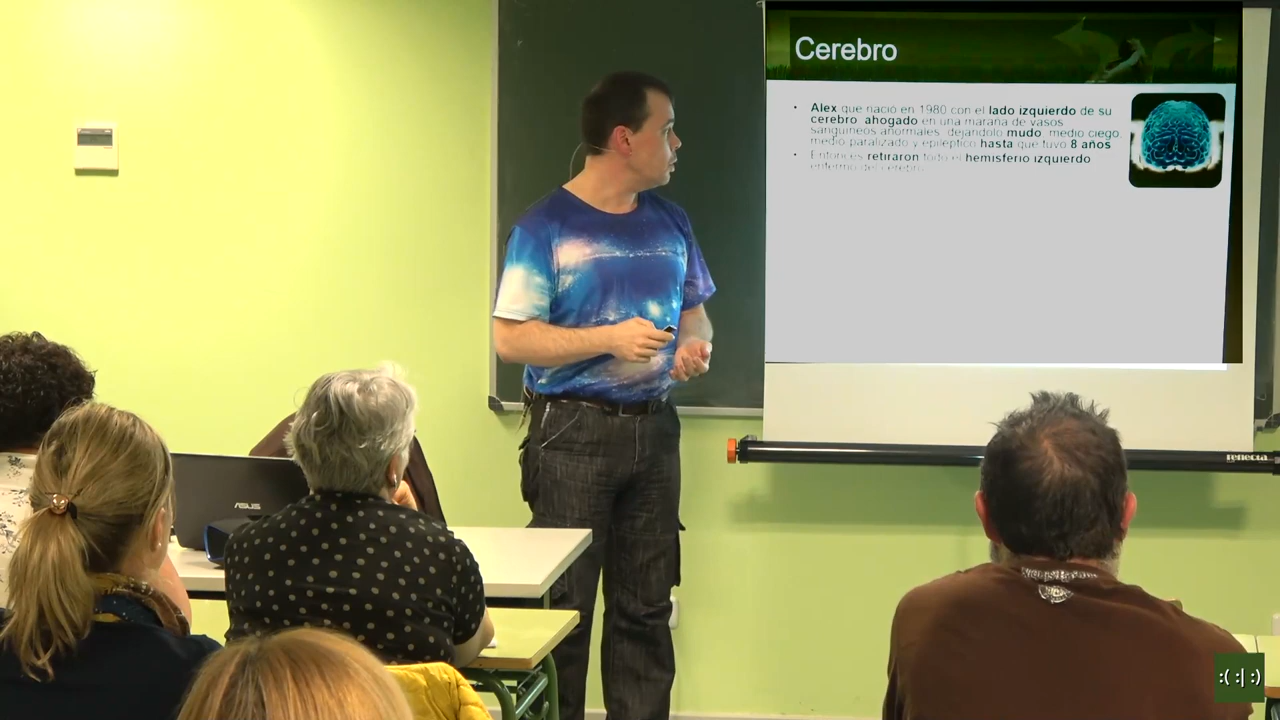 Cerebro
• Alex que nació en 1980 con el lado izquierdo de su
cerebro ahogado en una maraña de vasos
sanguíneos anormales, dejándolo mudo, medio ciego,
medio paralizado y epiléptico hasta que tuvo 8 años
• Entonces retiraron todo el hemisferio izquierdo
enfermo del cerebro.
ASUS
:( :| :)